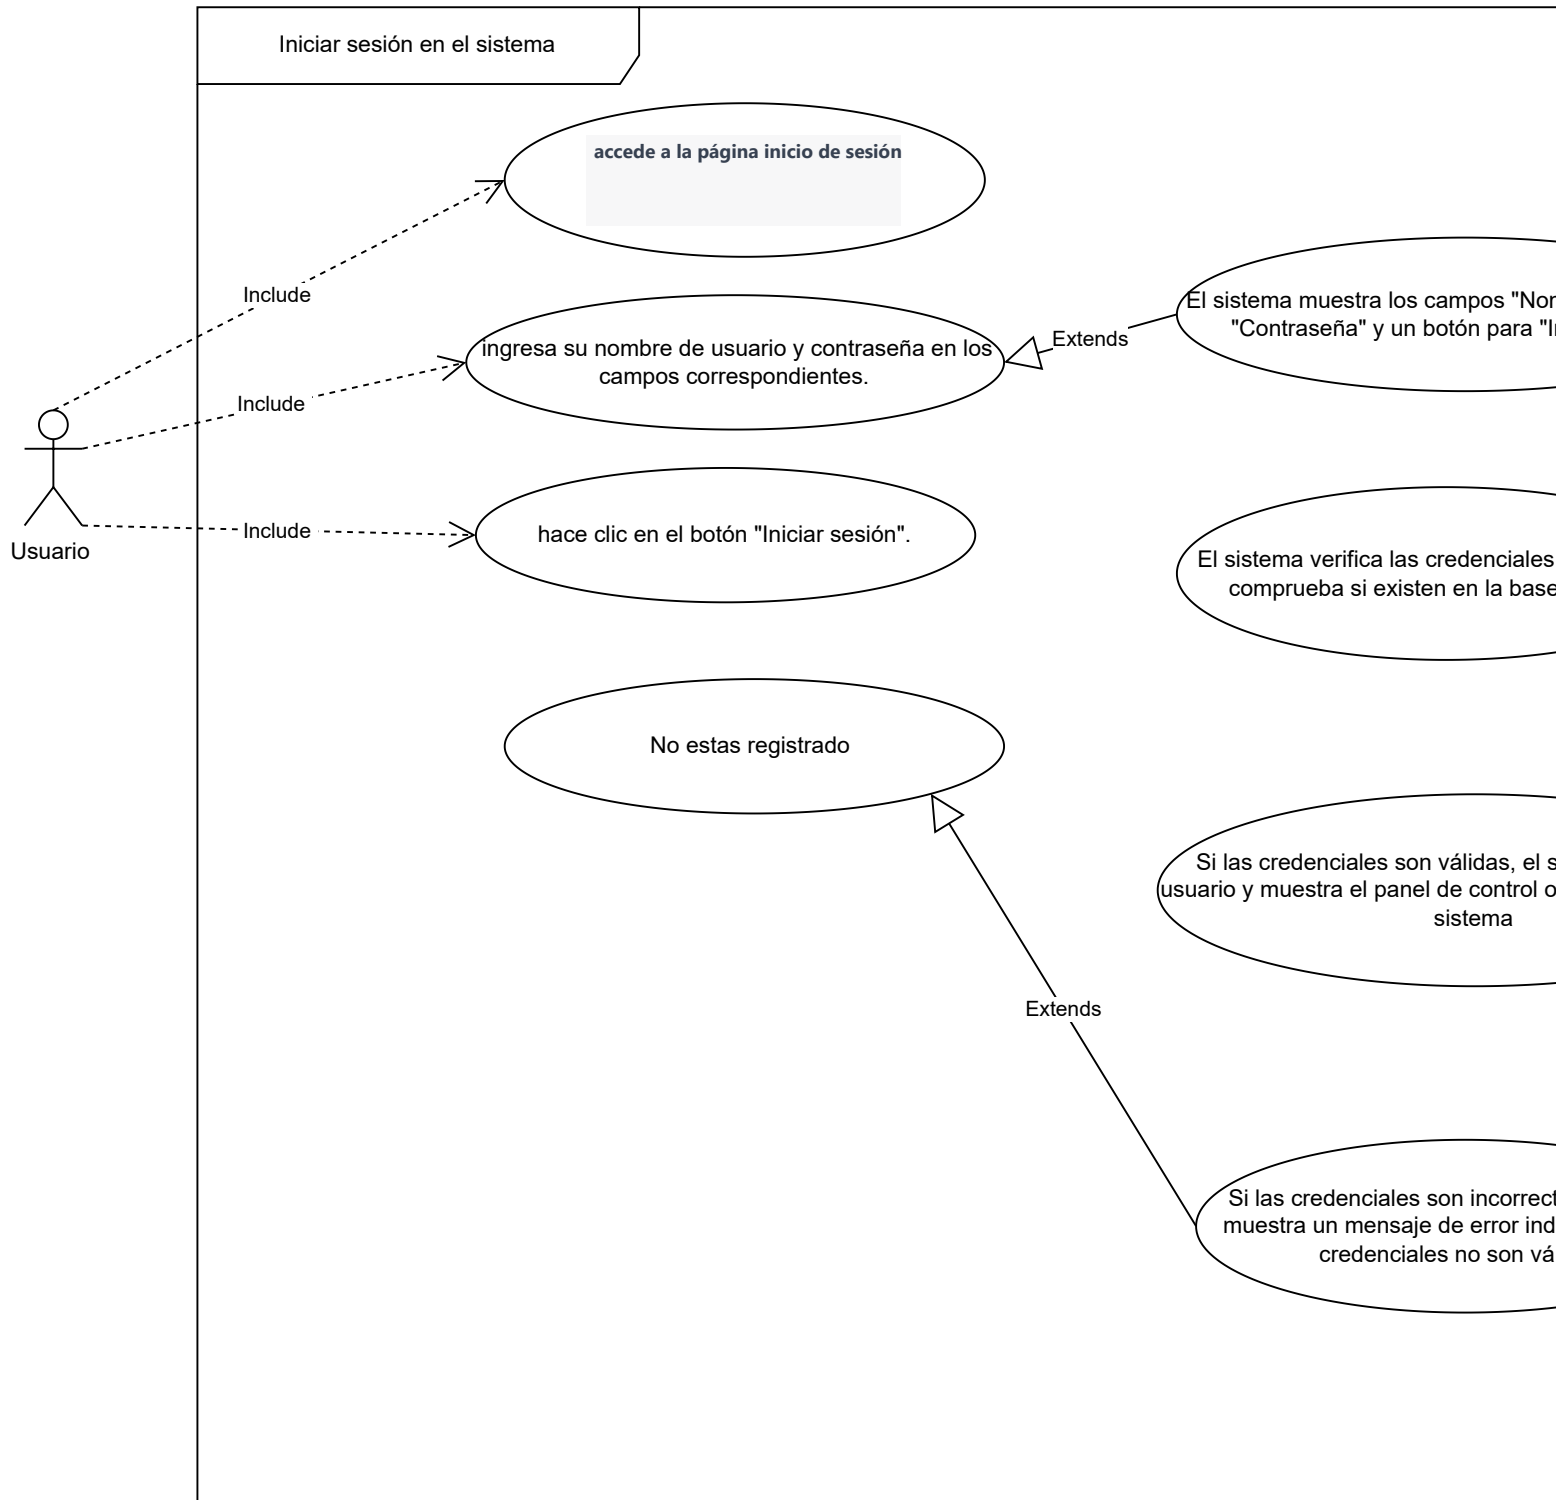 Iniciar sesión en el sistema
accede a la página inicio de sesión
Include
ingresa su nombre de usuario y contraseña en los
campos correspondientes.
Extends
El sistema muestra los campos
"Contraseña" y un botón para
Include
Include
hace clic en el botón "Iniciar sesión".
Usuario
El sistema verifica las credenciales
comprueba si existen en la base
No estas registrado
Si las credenciales son válidas, el
usuario y muestra el panel de control o
sistema
Extends
Si las credenciales son
muestra un mensaje de error
credenciales no son